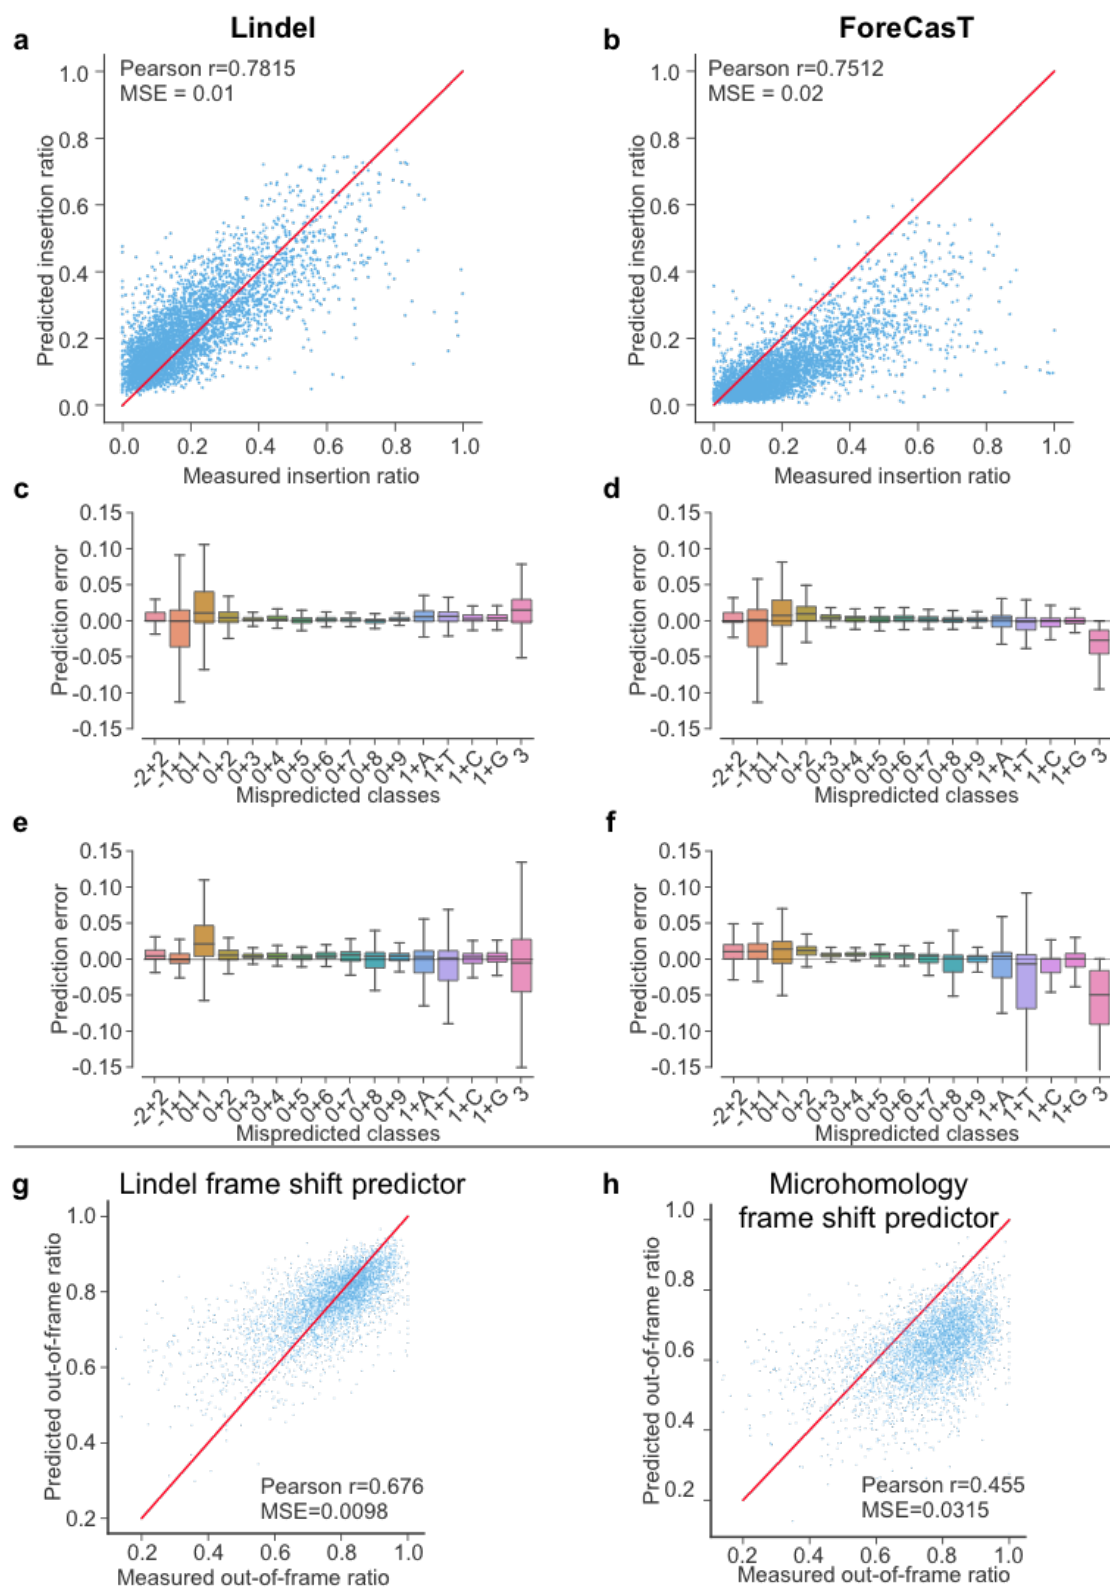 a Lindel
Pearson r=0.7815
MSE = 0.01
Predicted insertion ratio
1.0
0.8
0.6
0.4
0.2
0.0
0.0 0.2 0.4 0.6 0.8 1.0
Measured insertion ratio
b ForeCasT
Pearson r=0.7512
MSE = 0.02
Predicted insertion ratio
1.0
0.8
0.6
0.4
0.2
0.0
0.0 0.2 0.4 0.6 0.8 1.0
Measured insertion ratio
c
Prediction error
0.15
0.10
0.05
0.00
-0.05
-0.10
-0.15
-2+2 -1+1 0+1 0+2 0+3 0+4 0+5 0+6 0+7 0+8 0+9 1+A 1+T 1+C 1+G 3
Mispredicted classes
d
Prediction error
0.15
0.10
0.05
0.00
-0.05
-0.10
-0.15
-2+2 -1+1 0+1 0+2 0+3 0+4 0+5 0+6 0+7 0+8 0+9 1+A 1+T 1+C 1+G 3
Mispredicted classes
e
Prediction error
0.15
0.10
0.05
0.00
-0.05
-0.10
-0.15
-2+2 -1+1 0+1 0+2 0+3 0+4 0+5 0+6 0+7 0+8 0+9 1+A 1+T 1+C 1+G 3
Mispredicted classes
f
Prediction error
0.15
0.10
0.05
0.00
-0.05
-0.10
-0.15
-2+2 -1+1 0+1 0+2 0+3 0+4 0+5 0+6 0+7 0+8 0+9 1+A 1+T 1+C 1+G 3
Mispredicted classes
g Lindel frame shift predictor
Predicted out-of-frame ratio
1.0
0.8
0.6
0.4
0.2
Pearson r=0.676
MSE=0.0098
0.2 0.4 0.6 0.8 1.0
Measured out-of-frame ratio
h Microhomology
frame shift predictor
Predicted out-of-frame ratio
1.0
0.8
0.6
0.4
0.2
Pearson r=0.455
MSE=0.0315
0.2 0.4 0.6 0.8 1.0
Measured out-of-frame ratio